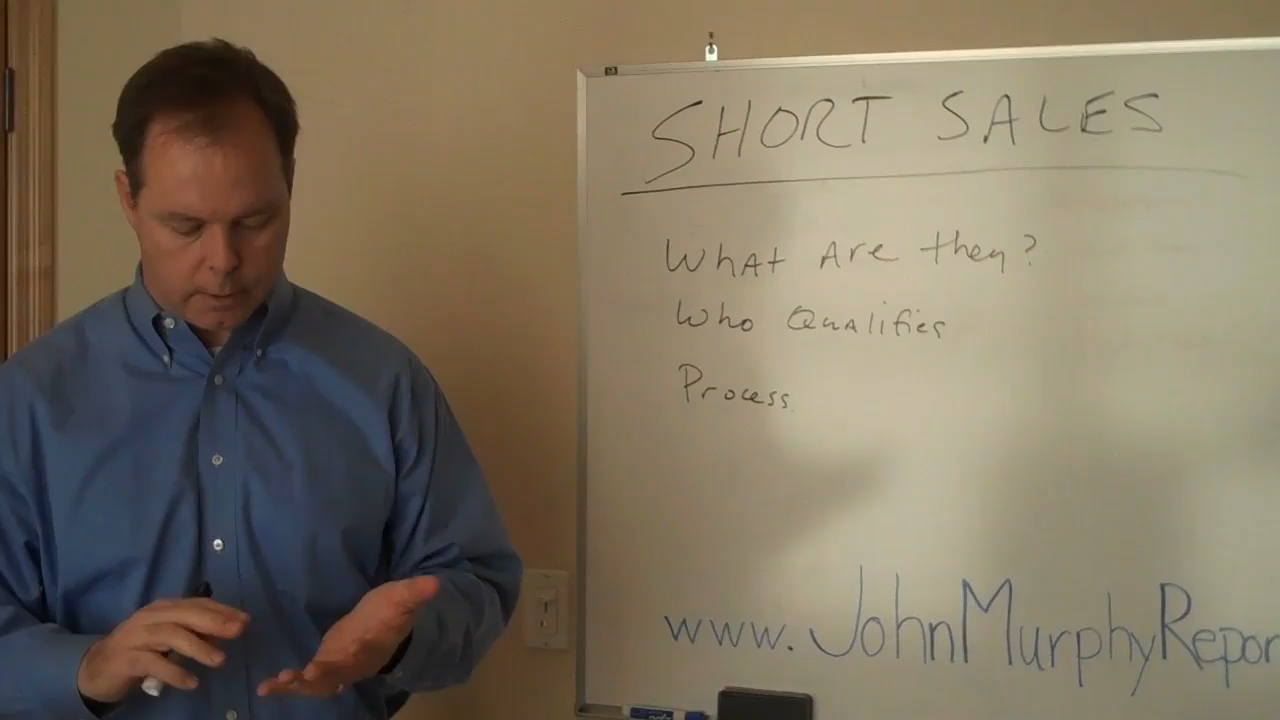 SHORT SALES
What Are they?
Who Qualifies
Process
www.JohnMurphyRepor